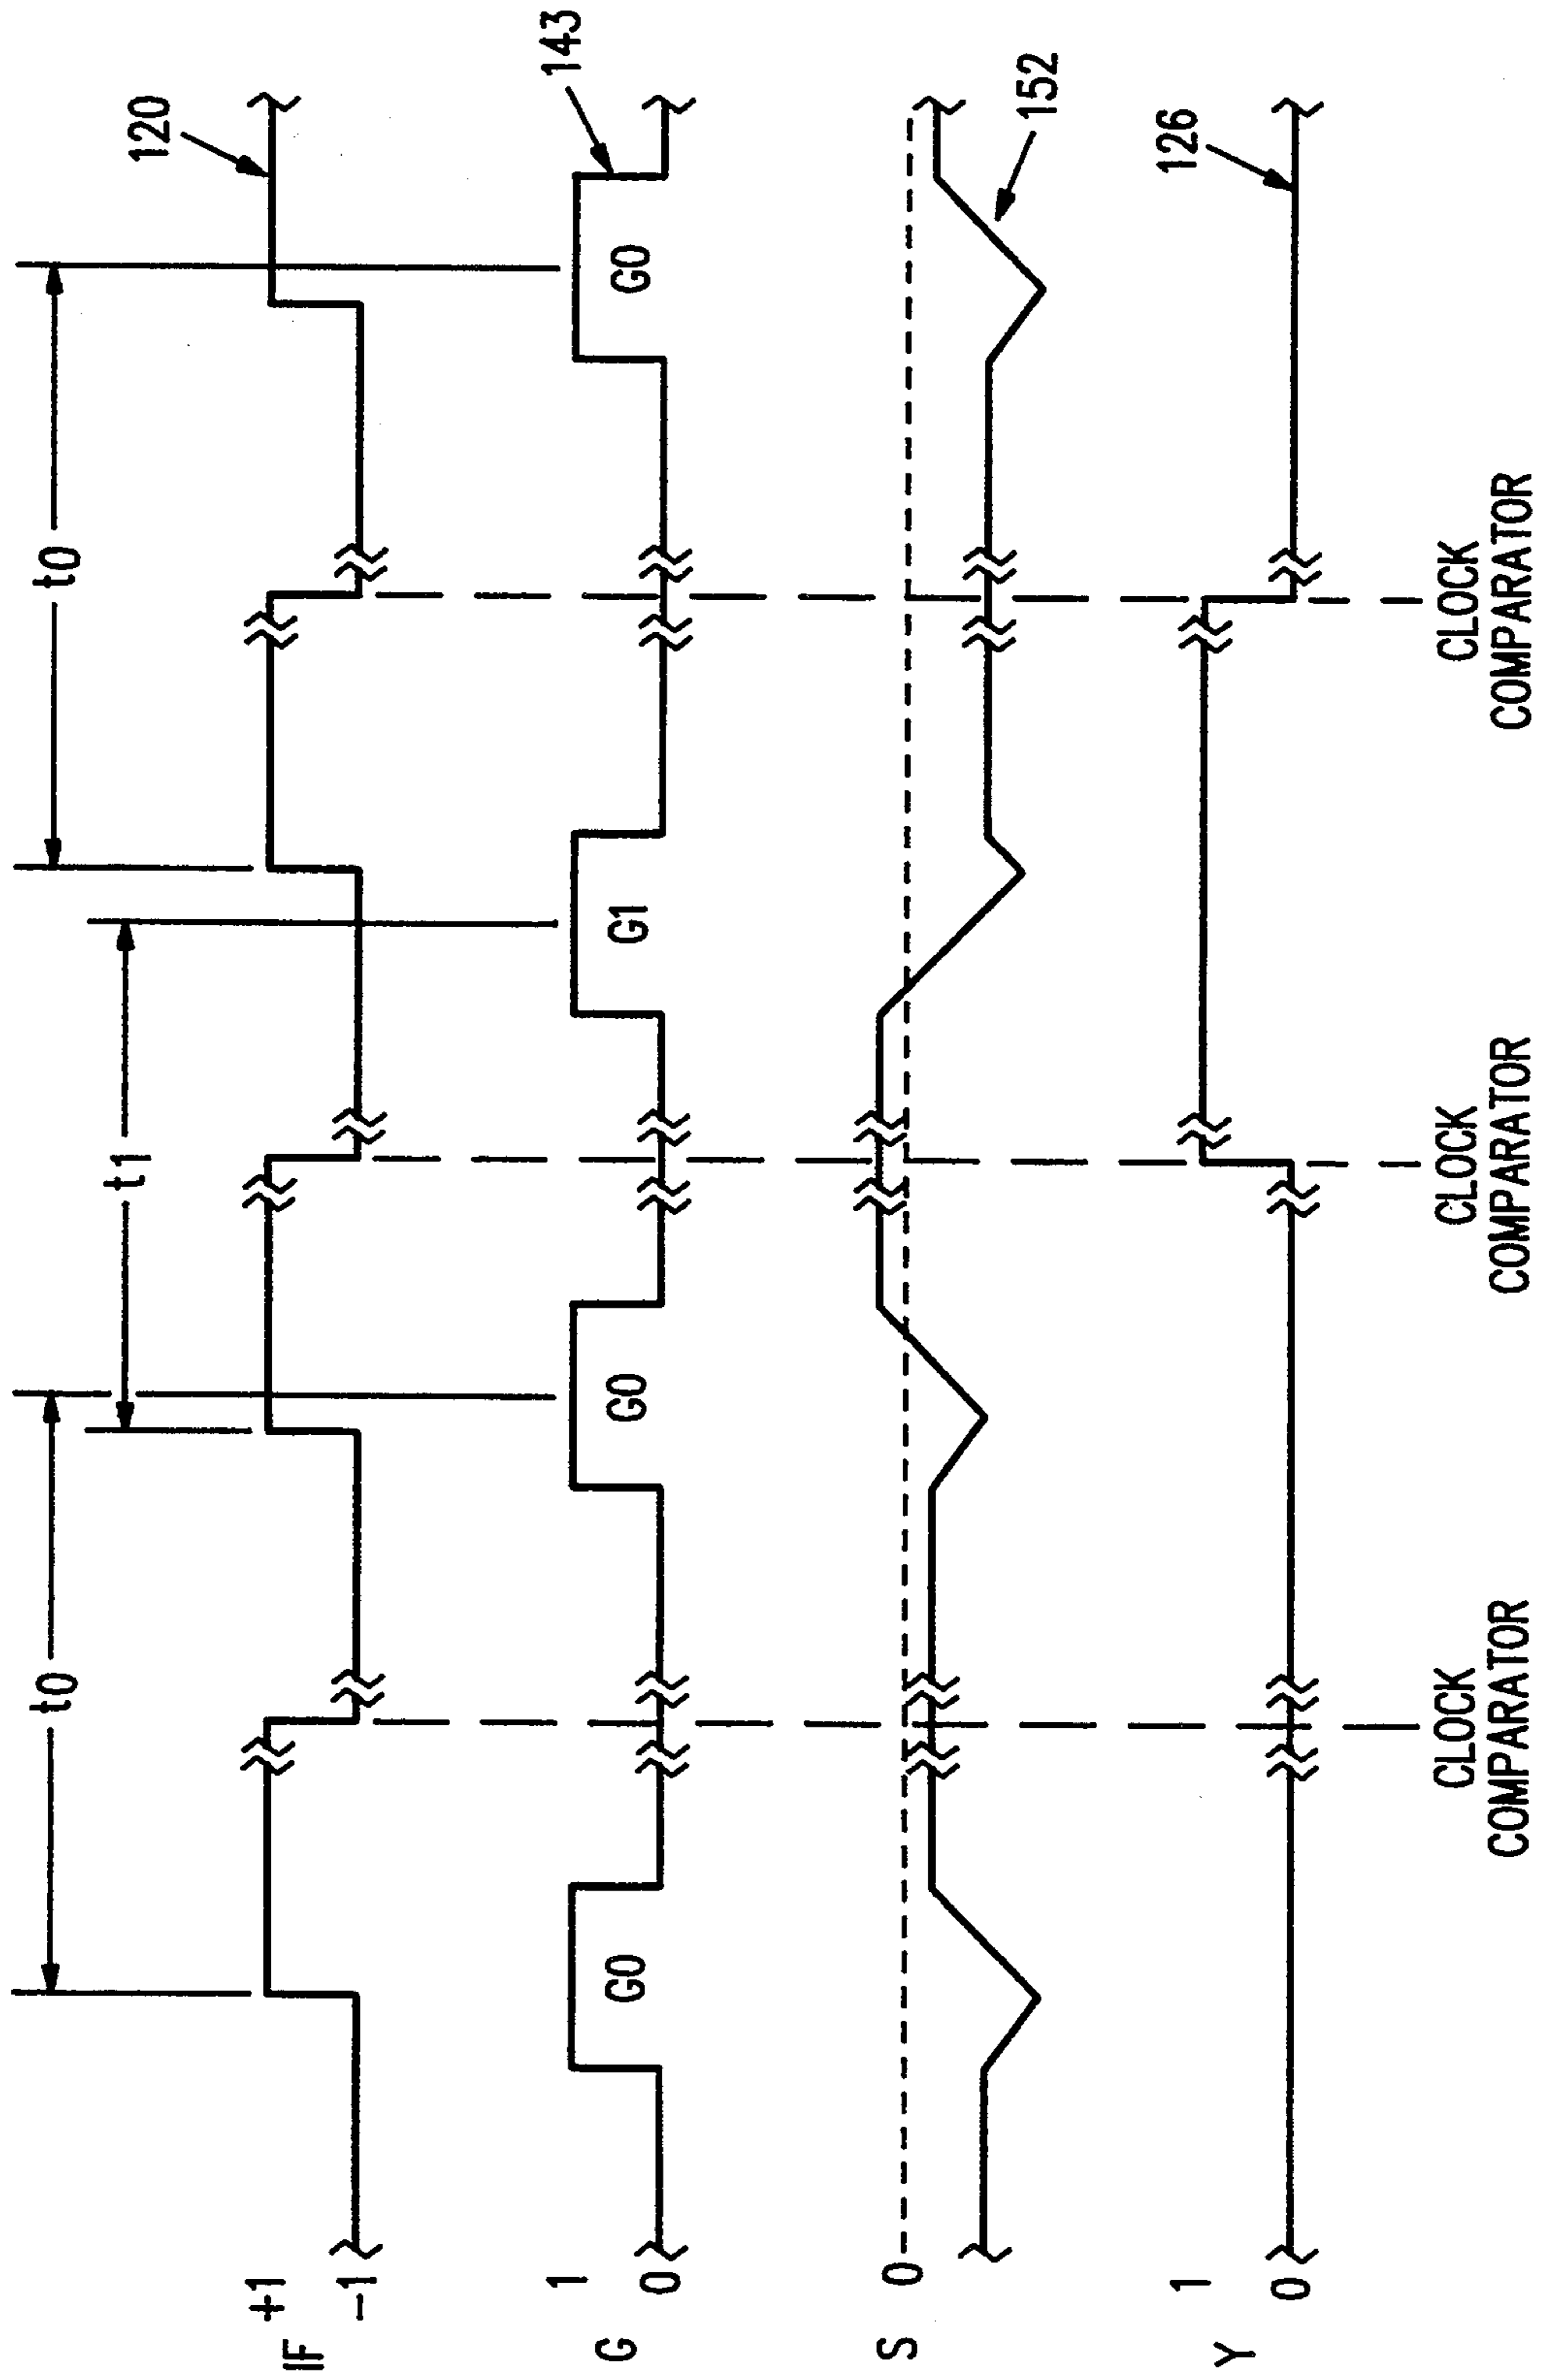 t0
t1
t0
120
IF
+1
-1
143
G
1
0
G0
G0
G1
G0
S
0
152
Y
1
0
126
CLOCK
COMPARATOR
CLOCK
COMPARATOR
CLOCK
COMPARATOR